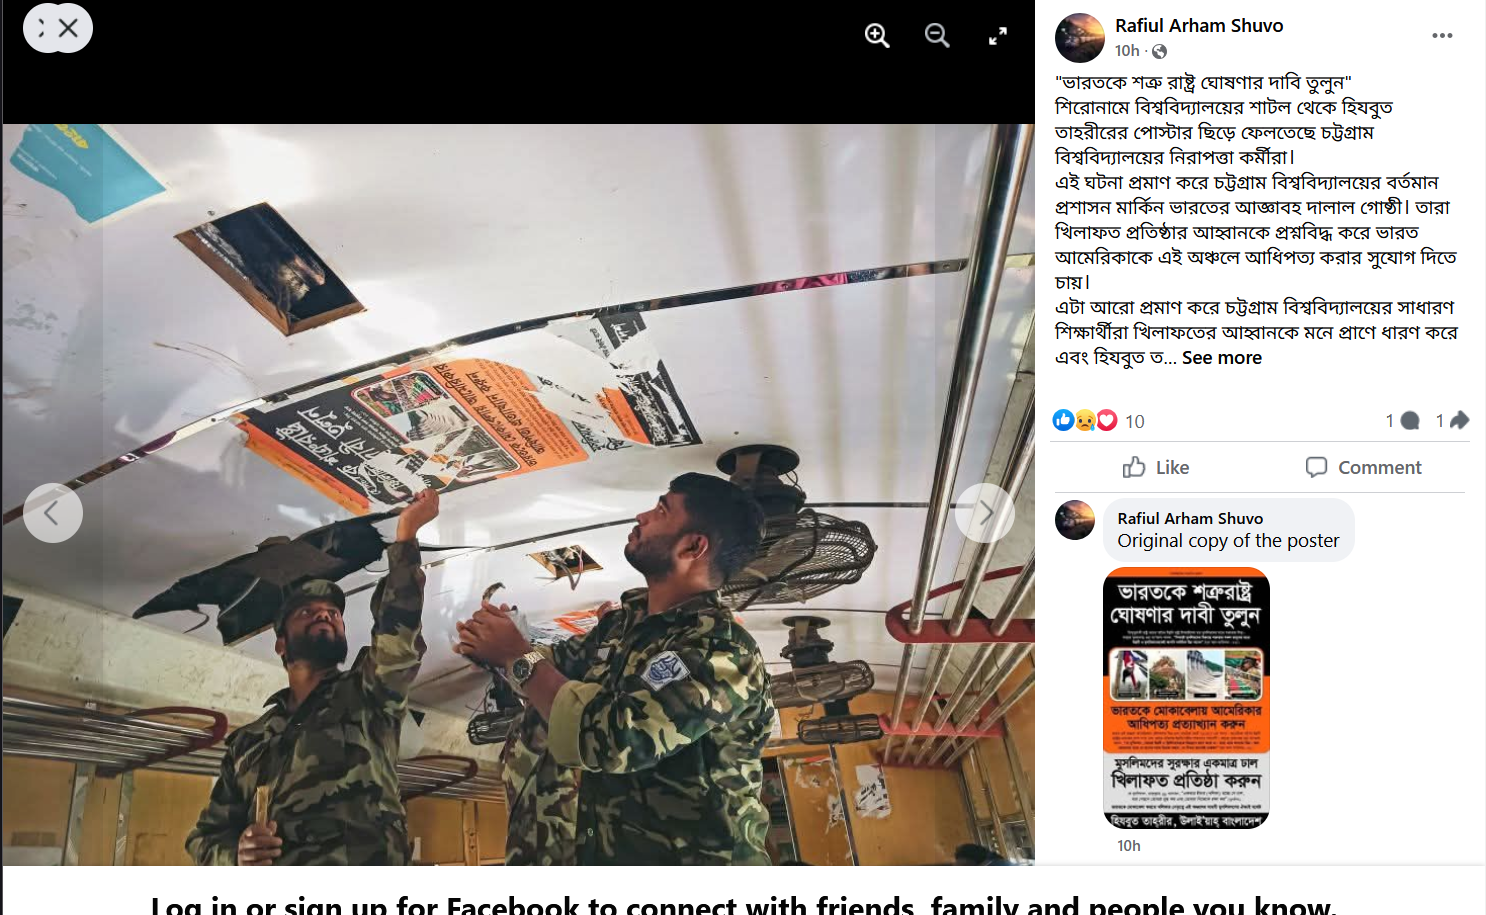 Rafiul Arham Shuvo
10h
"ভারতকে শত্রু রাষ্ট্র ঘোষণার দাবি তুলুন"
শিরোনামে বিশ্ববিদ্যালয়ের শাটল থেকে হিযবুত
তাহরীরের পোস্টার ছিড়ে ফেলতেছে চট্টগ্রাম
বিশ্ববিদ্যালয়ের নিরাপত্তা কর্মীরা।
এই ঘটনা প্রমাণ করে চট্টগ্রাম বিশ্ববিদ্যালয়ের বর্তমান
প্রশাসন মার্কিন ভারতের আজ্ঞাবহ দালাল গোষ্ঠী। তারা
খিলাফত প্রতিষ্ঠার আহ্বানকে প্রশ্নবিদ্ধ করে ভারত
আমেরিকাকে এই অঞ্চলে আধিপত্য করার সুযোগ দিতে
চায়।
এটা আরো প্রমাণ করে চট্টগ্রাম বিশ্ববিদ্যালয়ের সাধারণ
শিক্ষার্থীরা খিলাফতের আহ্বানকে মনে প্রাণে ধারণ করে
এবং হিযবুত ত... See more
10
1
1
Like
Comment
Rafiul Arham Shuvo
Original copy of the poster
ভারতকে শত্রুরাষ্ট্র
ঘোষণার দাবী তুলুন
ভারতকে মোকাবেলায় আমেরিকার
আধিপত্য প্রত্যাখ্যান করুন
মুসলিমদের সুরক্ষার একমাত্র ঢাল
খিলাফত প্রতিষ্ঠা করুন
হিযবুত তাহ্‌রীর, উলাই'য়াহ্ বাংলাদেশ
10h
Log in or sign up for Facebook to connect with friends, family and people you know.